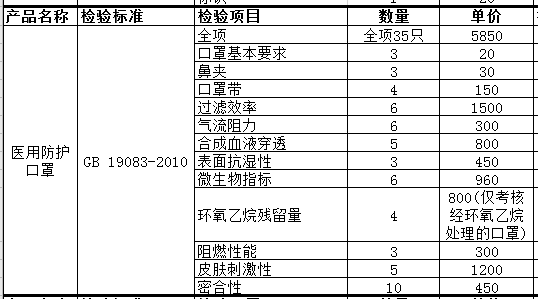 产品名称 检验标准 检验项目 数量 单价
医用防护口罩 GB 19083-2010 全项 全项35只 5850
口罩基本要求 3 20
鼻夹 3 30
口罩带 4 150
过滤效率 6 1500
气流阻力 6 300
合成血液穿透 5 800
表面抗湿性 3 450
微生物指标 6 960
环氧乙烷残留量 4 800(仅考核经环氧乙烷处理的口罩)
阻燃性能 3 300
皮肤刺激性 5 1200
密合性 10 450